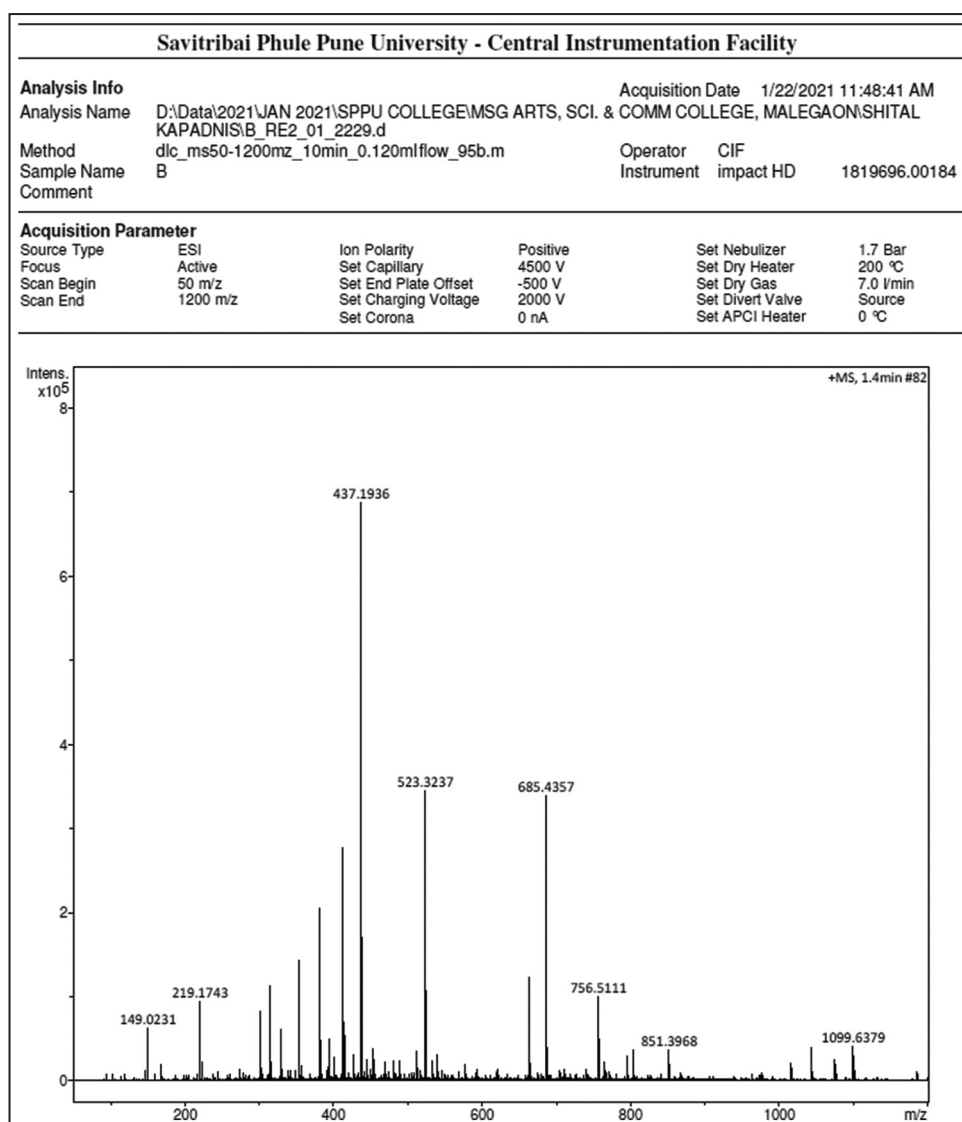 Savitribai Phule Pune University - Central Instrumentation Facility
Analysis Info
Acquisition Date 1/22/2021 11:48:41 AM
Analysis Name D:\Data\2021\JAN 2021\SPPU COLLEGE\MSG ARTS, SCI. & COMM COLLEGE, MALEGAON\SHITAL
KAPADNIS\B_RE2_01_2229.d
Method dlc_ms50-1200mz_10min_0.120mlflow_95b.m Operator CIF
Sample Name B Instrument impact HD 1819696.00184
Comment
Acquisition Parameter
Source Type ESI Ion Polarity Positive Set Nebulizer 1.7 Bar
Focus Active Set Capillary 4500 V Set Dry Heater 200 ºC
Scan Begin 50 m/z Set End Plate Offset -500 V Set Dry Gas 7.0 l/min
Scan End 1200 m/z Set Charging Voltage 2000 V Set Divert Valve Source
Set Corona 0 nA Set APCI Heater 0 ºC
Intens.
x10⁵
+MS, 1.4min #82
8
437.1936
6
4
523.3237
685.4357
2
756.5111
219.1743
149.0231
851.3968
1099.6379
0
200
400
600
800
1000
m/z